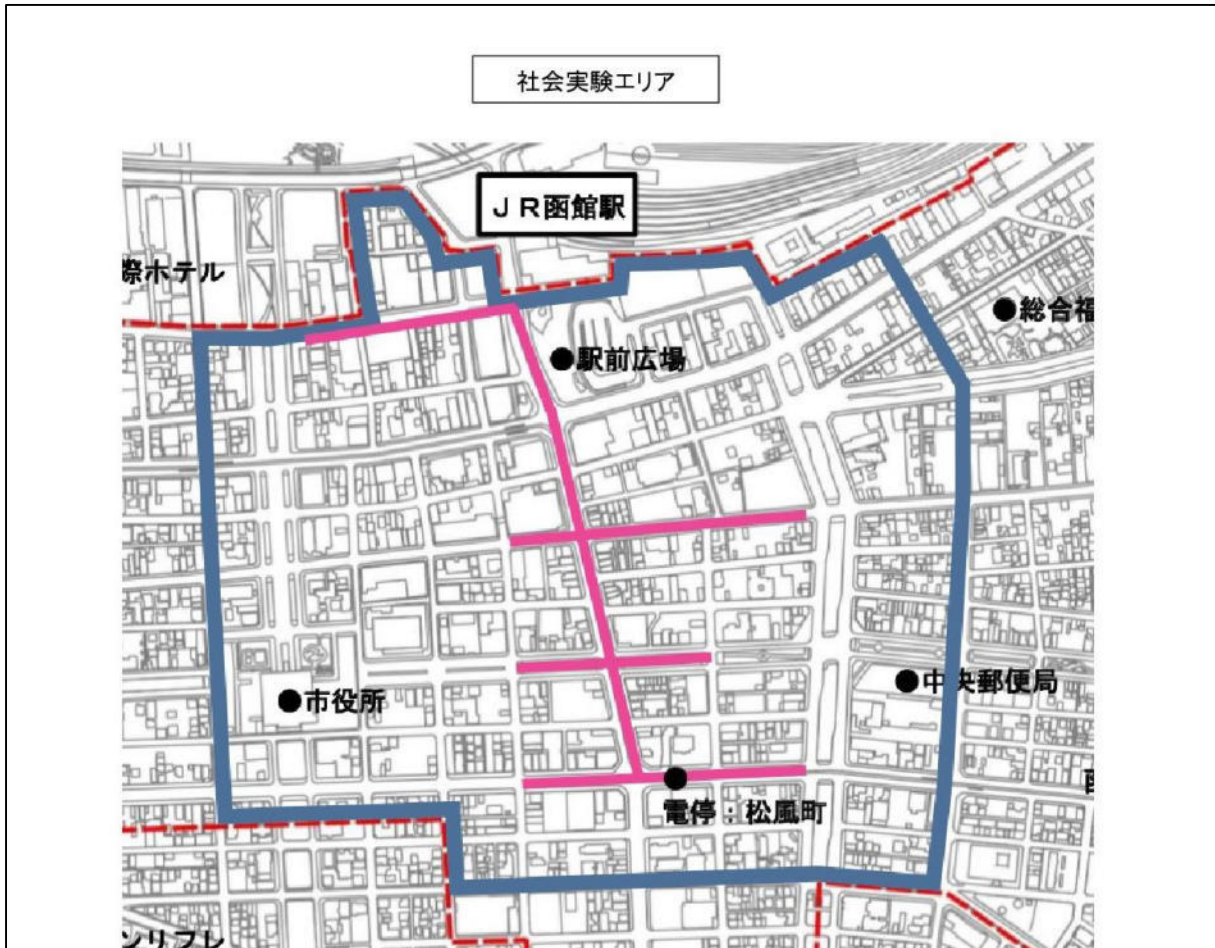 社会実験エリア
JR函館駅
際ホテル
●総合福
●駅前広場
●市役所
●中央郵便局
電停：松風町
ンリフレ